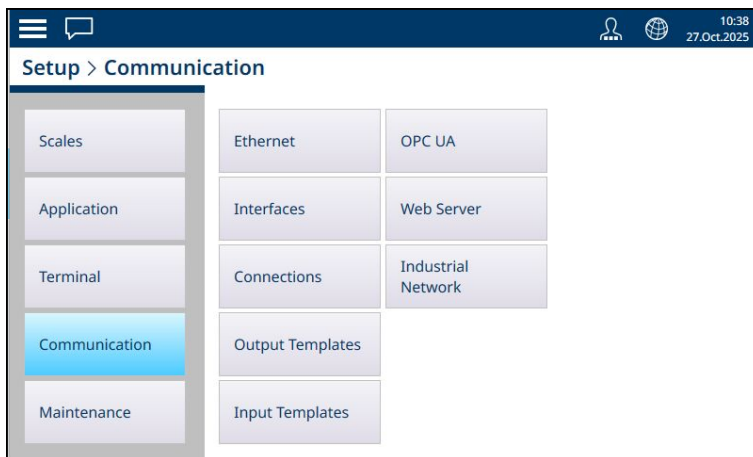 10:38
27.Oct.2025
Setup > Communication
Scales
Application
Terminal
Communication
Maintenance
Ethernet
Interfaces
Connections
Output Templates
Input Templates
OPC UA
Web Server
Industrial
Network